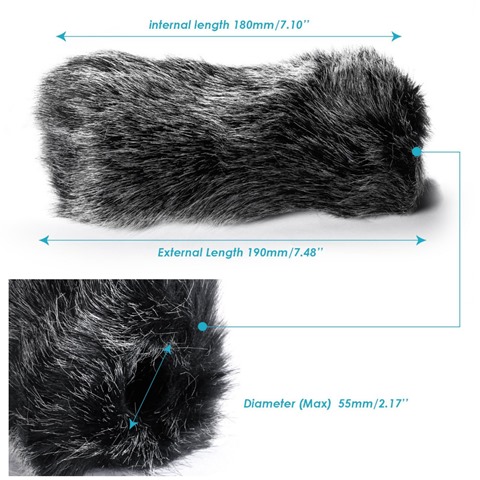 internal length 180mm/7.10''
External Length 190mm/7.48''
Diameter (Max) 55mm/2.17''